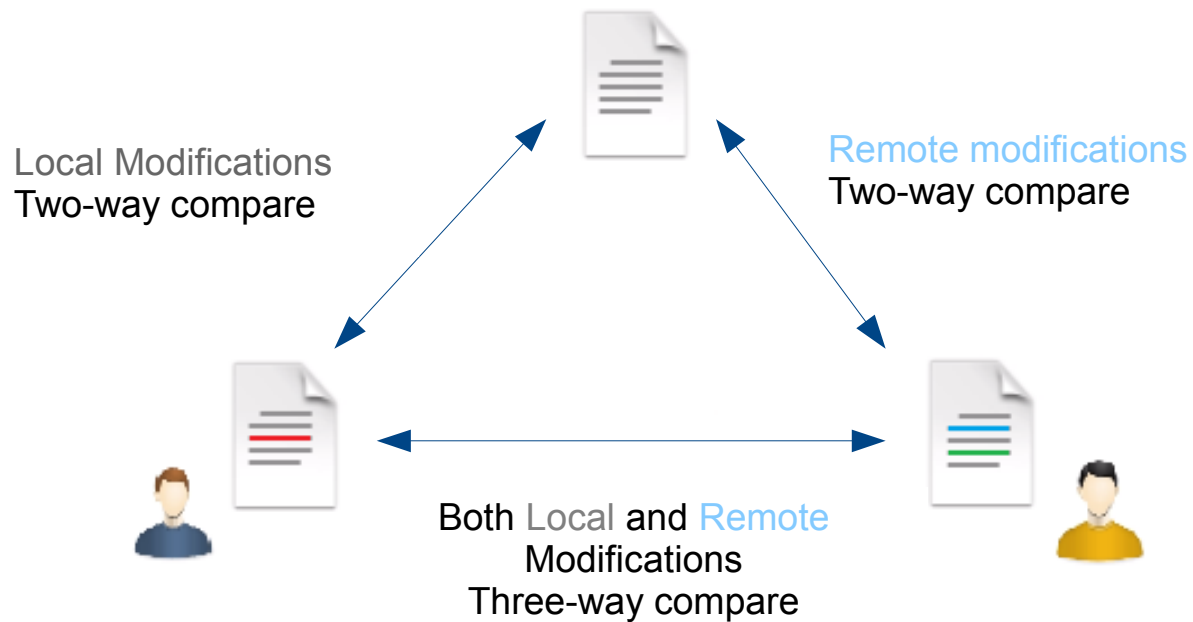 Local Modifications
Two-way compare
Remote modifications
Two-way compare
Both Local and Remote
Modifications
Three-way compare